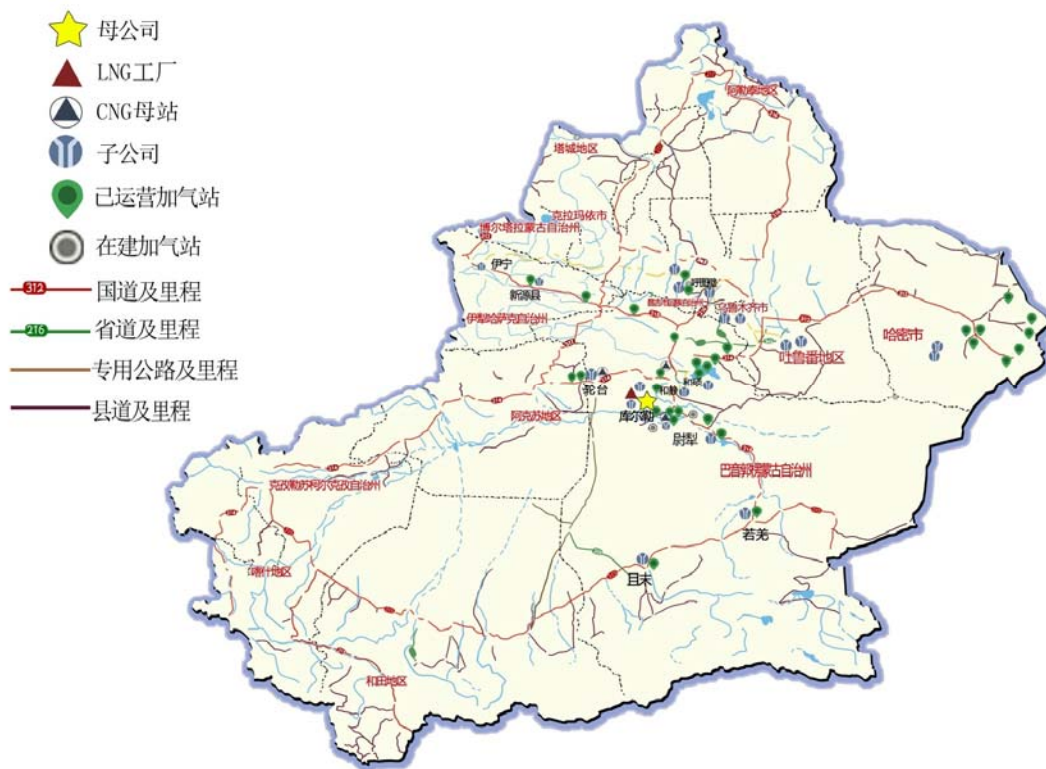 母公司
LNG工厂
CNG母站
子公司
已运营加气站
在建加气站
312
国道及里程
216
省道及里程
专用公路及里程
县道及里程
阿勒泰地区
塔城地区
克拉玛依市
博尔塔拉蒙古自治州
伊宁
新源县
呼图壁
乌鲁木齐市
伊犁哈萨克自治州
哈密市
吐鲁番地区
轮台
和静
和硕
库尔勒
阿克苏地区
尉犁
巴音郭楞蒙古自治州
克孜勒苏柯尔克孜自治州
若羌
喀什地区
且末
和田地区